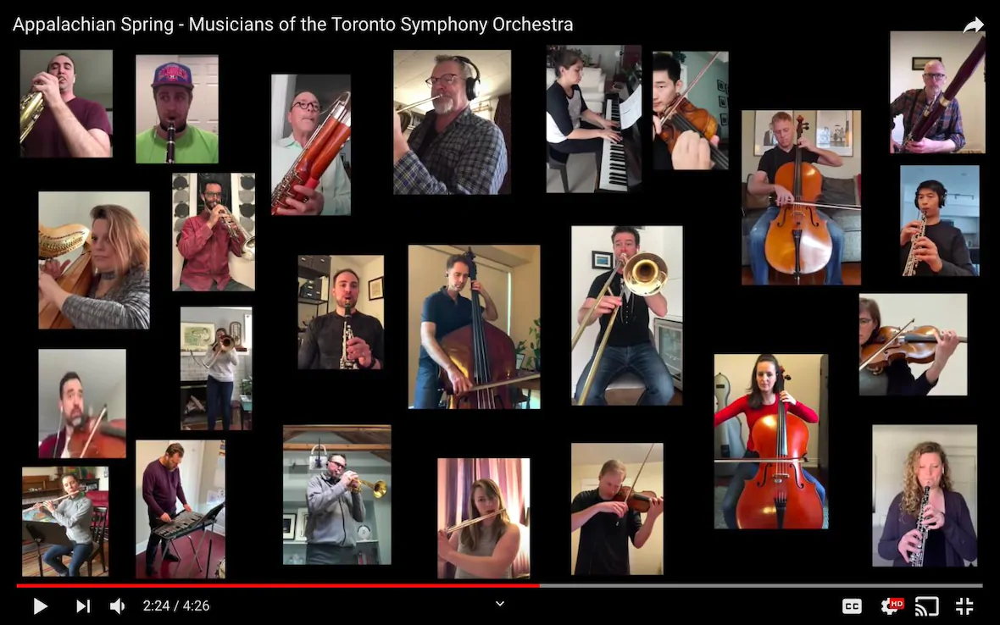 Appalachian Spring - Musicians of the Toronto Symphony Orchestra
2:24 / 4:26
CC
HD